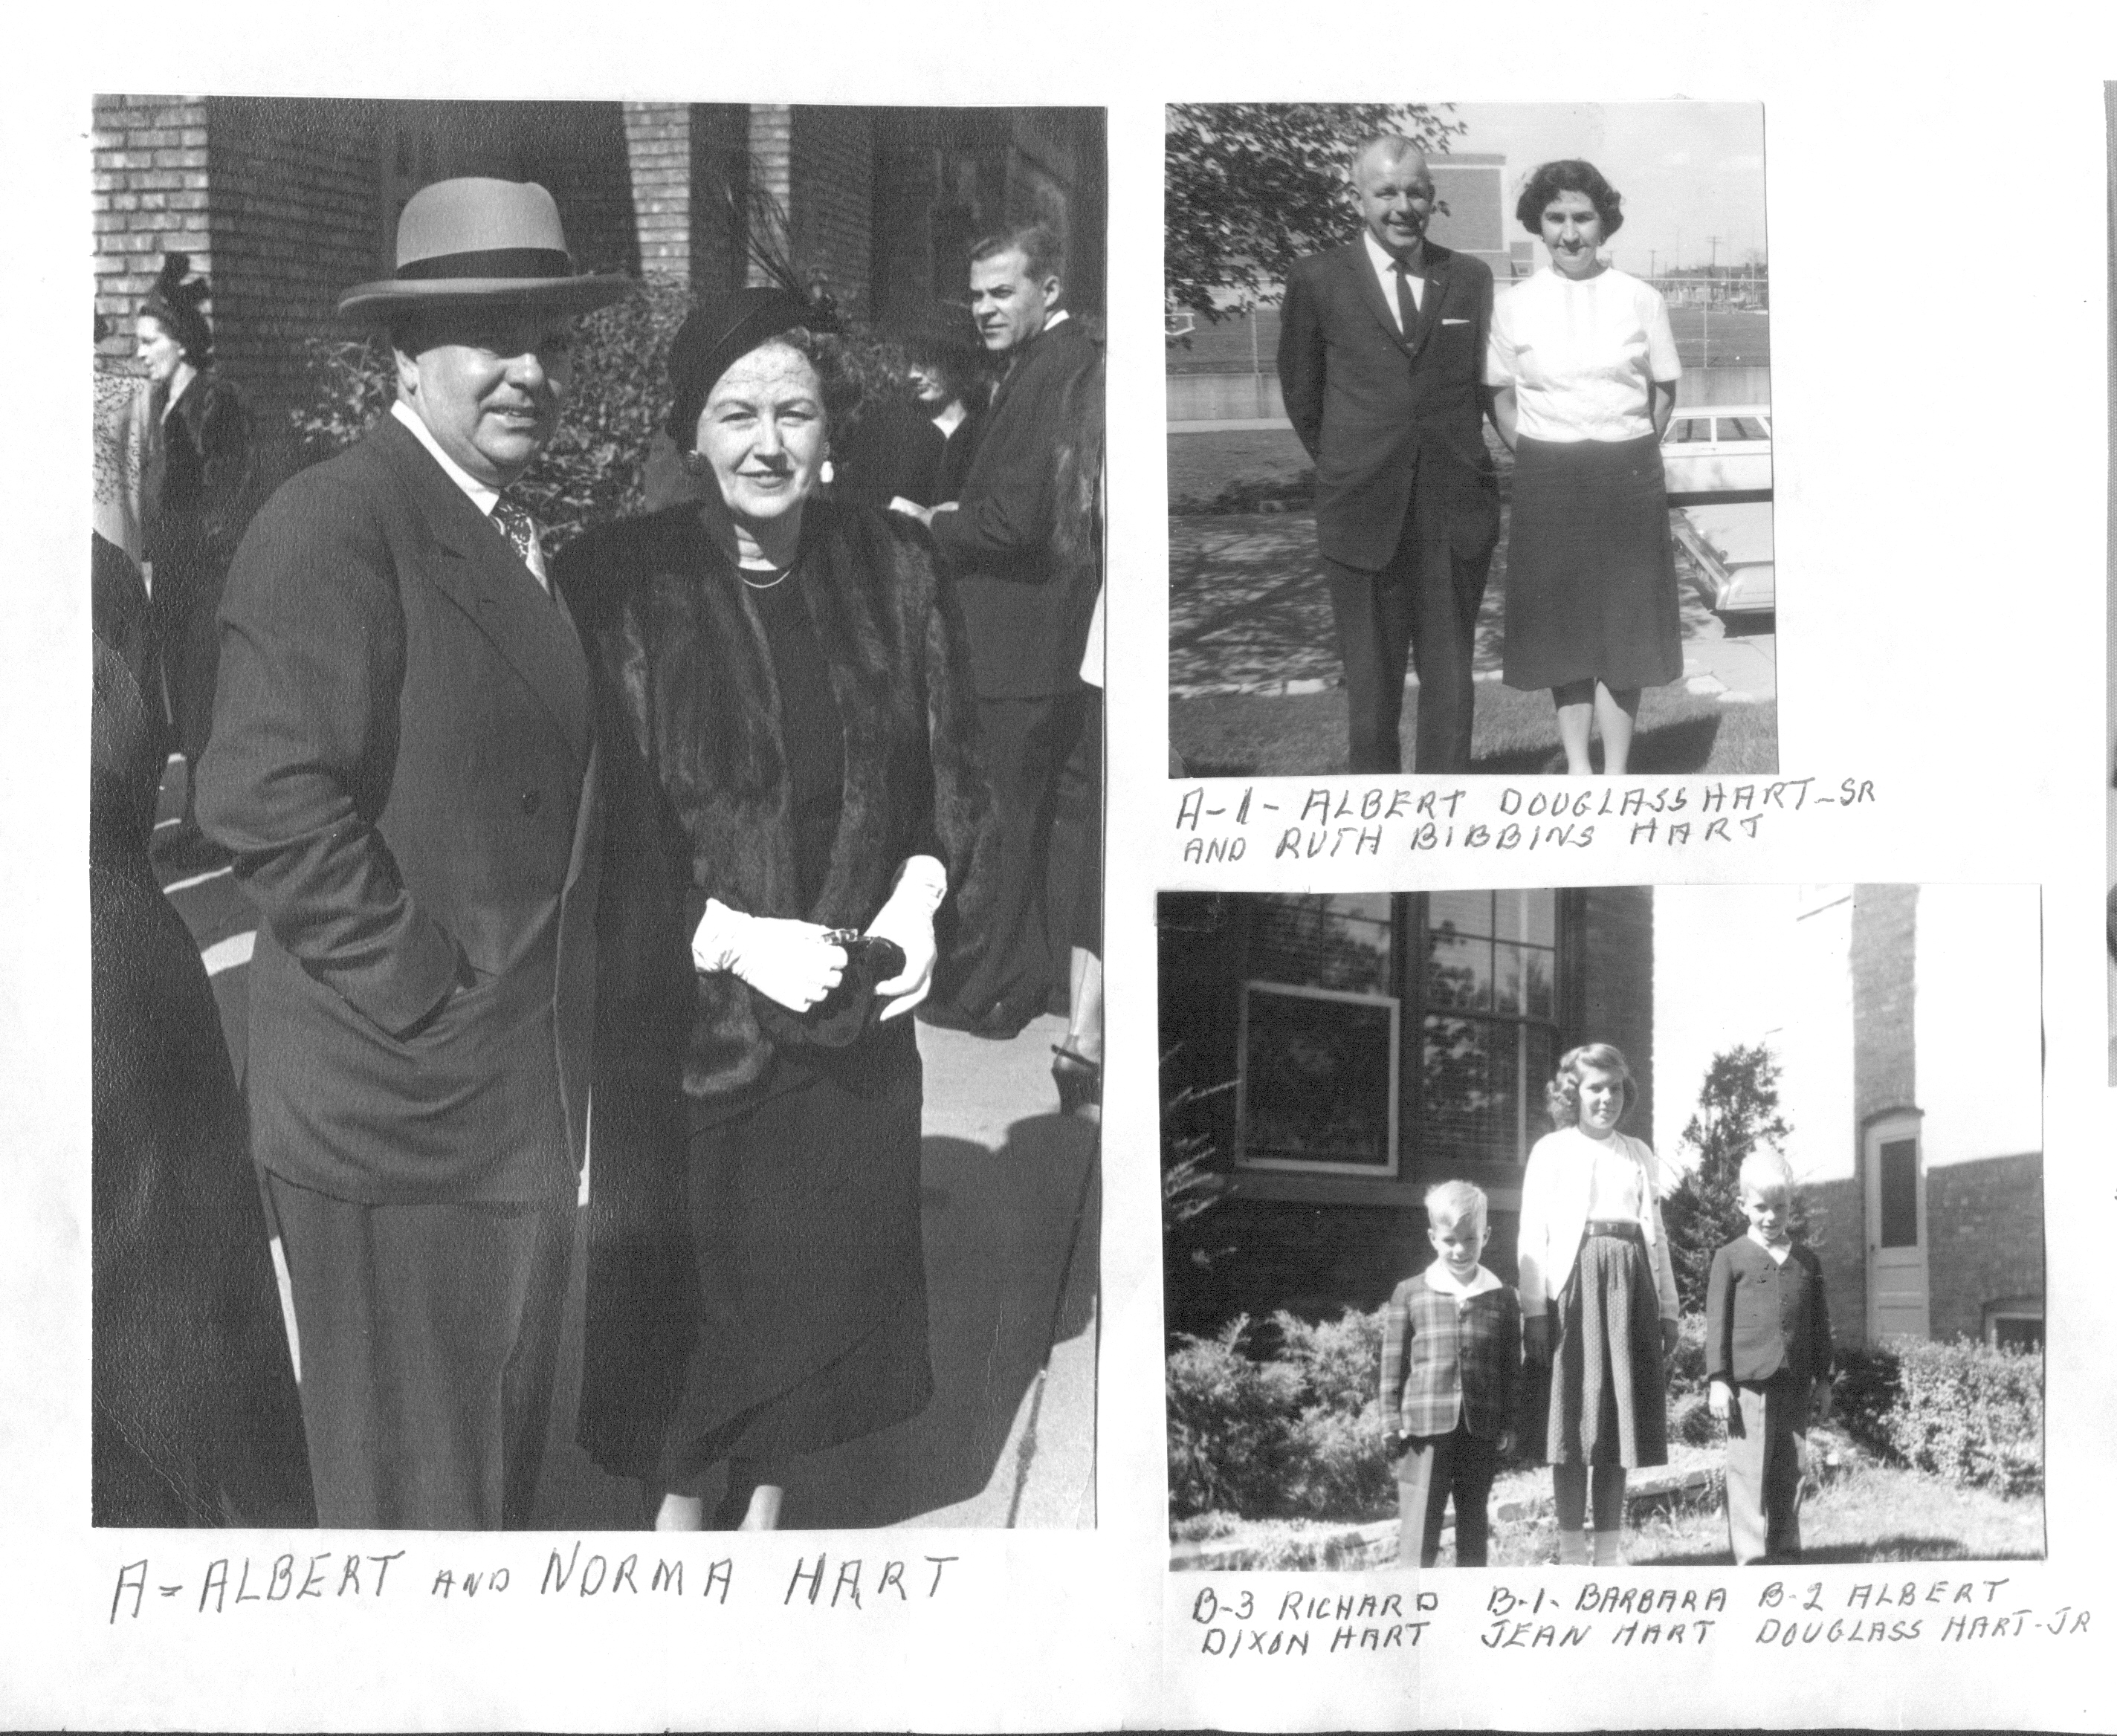 A-1- ALBERT DOUGLASS HART-SR
AND RUTH BIBBINS HART
A- ALBERT AND NORMA HART
B-3 RICHARD
DIXON HART
B-1- BARBARA
JEAN HART
B-2 ALBERT
DOUGLASS HART-JR